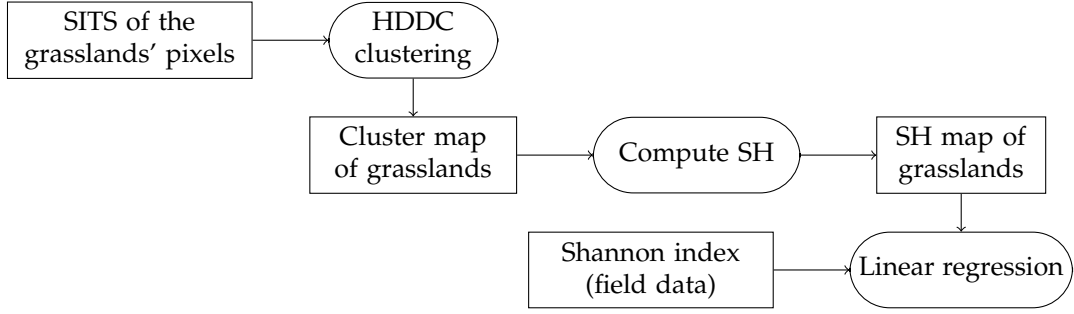 SITS of the
grasslands’ pixels
HDDC
clustering
Cluster map
of grasslands
Compute SH
SH map of
grasslands
Shannon index
(field data)
Linear regression